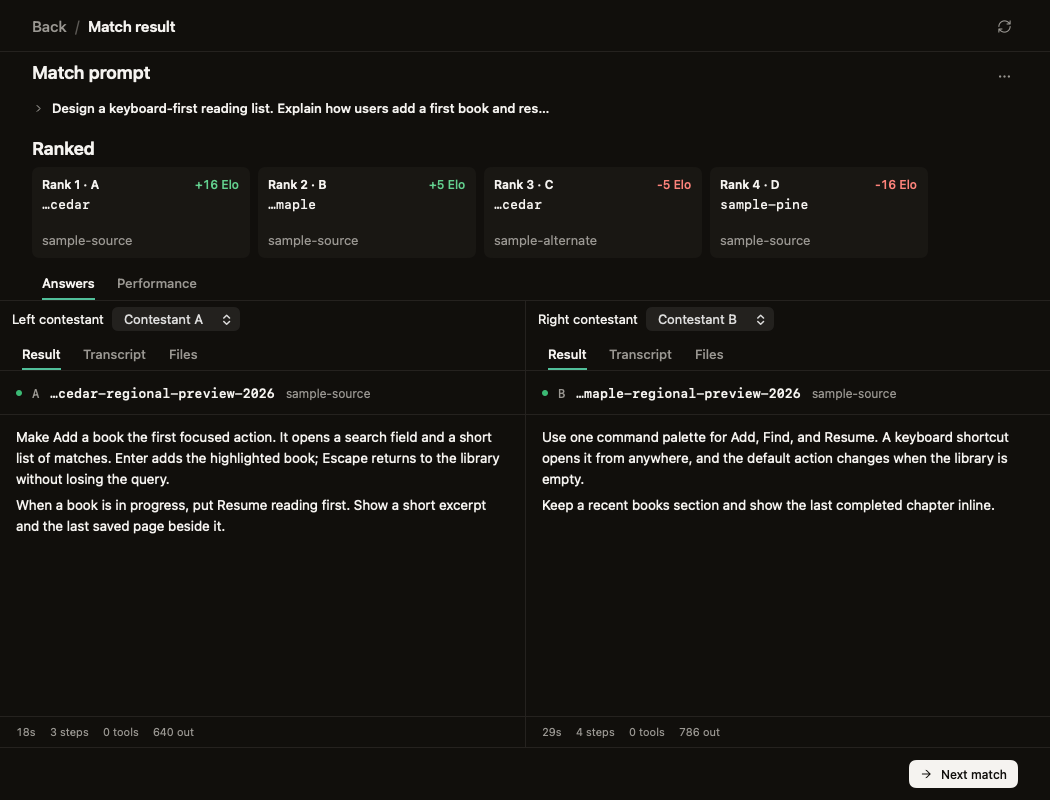 Back / Match result
Match prompt
...
Design a keyboard-first reading list. Explain how users add a first book and res...
Ranked
Rank 1 · A +16 Elo
…cedar
sample-source
Rank 2 · B +5 Elo
…maple
sample-source
Rank 3 · C -5 Elo
…cedar
sample-alternate
Rank 4 · D -16 Elo
sample-pine
sample-source
Answers Performance
Left contestant Contestant A
Result Transcript Files
A …cedar-regional-preview-2026 sample-source
Make Add a book the first focused action. It opens a search field and a short
list of matches. Enter adds the highlighted book; Escape returns to the library
without losing the query.
When a book is in progress, put Resume reading first. Show a short excerpt
and the last saved page beside it.
18s 3 steps 0 tools 640 out
Right contestant Contestant B
Result Transcript Files
B …maple-regional-preview-2026 sample-source
Use one command palette for Add, Find, and Resume. A keyboard shortcut
opens it from anywhere, and the default action changes when the library is
empty.
Keep a recent books section and show the last completed chapter inline.
29s 4 steps 0 tools 786 out
Next match